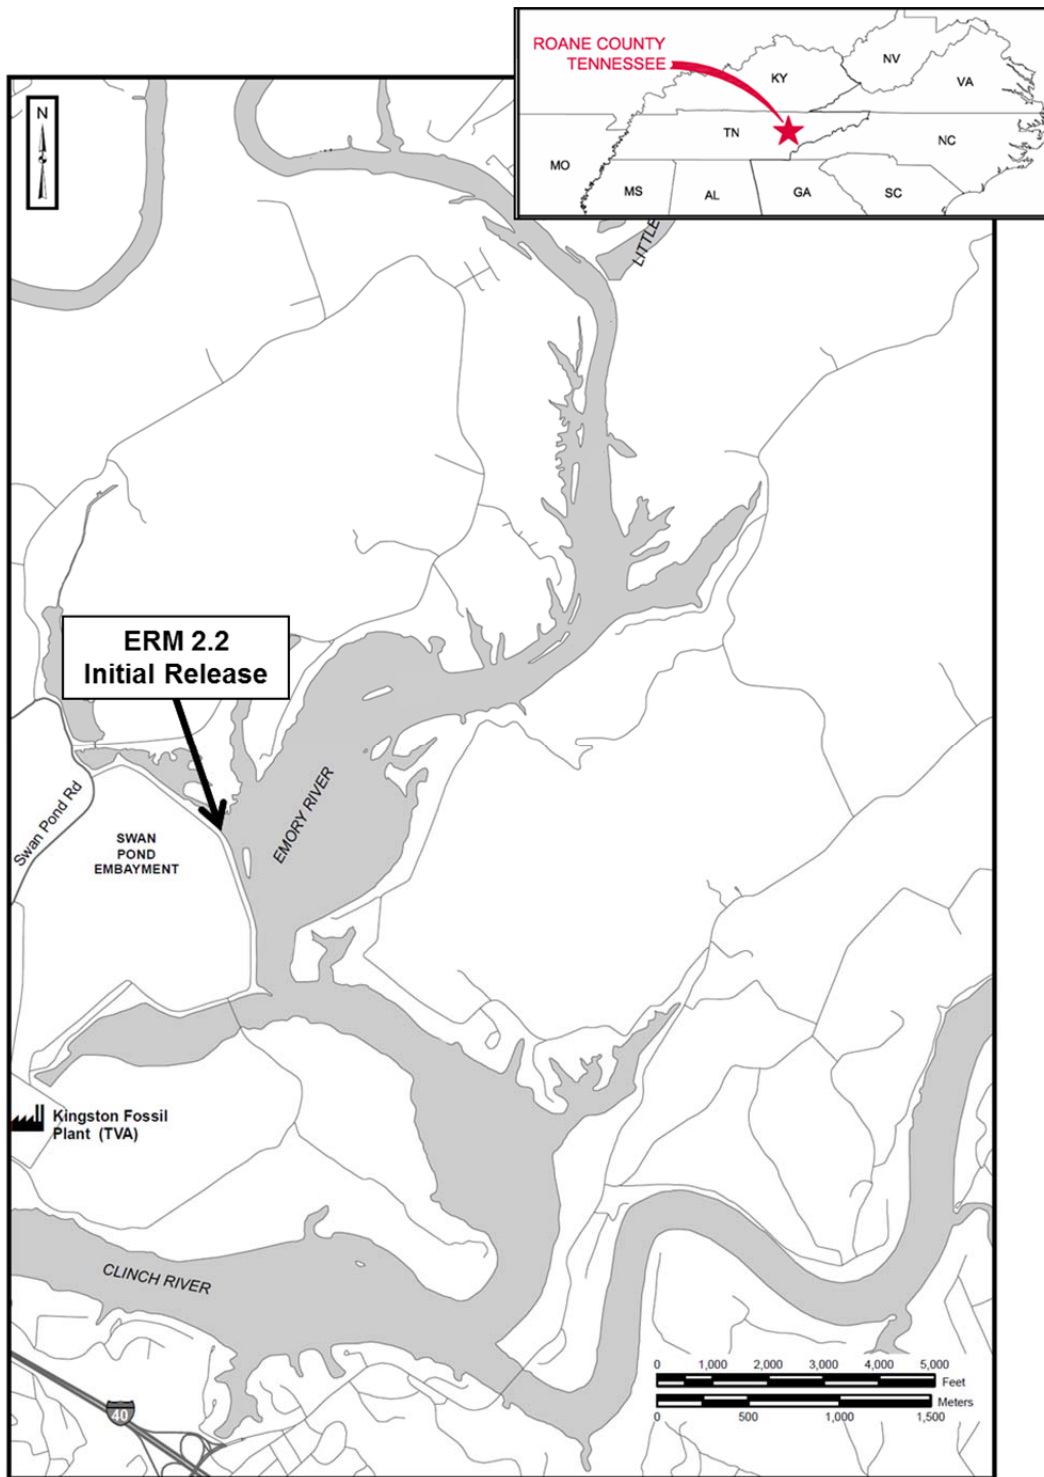 ROANE COUNTY
TENNESSEE
KY
NV
VA
TN
NC
MO
MS
AL
GA
SC
N
LITTLE
ERM 2.2
Initial Release
EMORY RIVER
Swan Pond Rd
SWAN
POND
EMBAYMENT
Kingston Fossil
Plant (TVA)
CLINCH RIVER
40
0 1,000 2,000 3,000 4,000 5,000
Feet
Meters
0 500 1,000 1,500